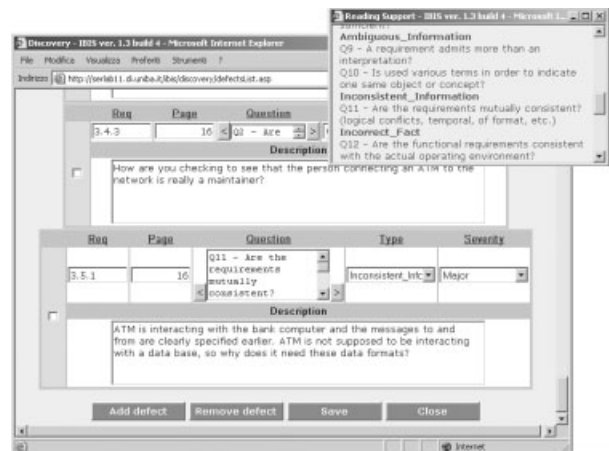 Discovery - IBIS ver. 1.3 build 4 - Microsoft Internet Explorer
File Modifica Visualizza Preferiti Strumenti ?
Indirizzo http://serlab11.di.uniba.it/ibis/discovery/defectsList.asp
Reading Support - IBIS ver. 1.3 build 4 - Microsoft I...
Ambiguous_Information
Q9 - A requirement admits more than an
interpretation?
Q10 - Is used various terms in order to indicate
one same object or concept?
Inconsistent_Information
Q11 - Are the requirements mutually consistent?
(logical conflicts, temporal, of format, etc.)
Incorrect_Fact
Q12 - Are the functional requirements consistent
with the actual operating environment?
Req Page Question
3.4.3 16 < Q2 - Are >
Description
How are you checking to see that the person connecting an ATM to the
network is really a maintainer?
Req Page Question Type Severity
3.5.1 16 < Q11 - Are the
requirements
mutually
consistent? > Inconsistent_Infc Major
Description
ATM is interacting with the bank computer and the messages to and
from are clearly specified earlier. ATM is not supposed to be interacting
with a data base, so why does it need these data formats?
Add defect Remove defect Save Close
Internet